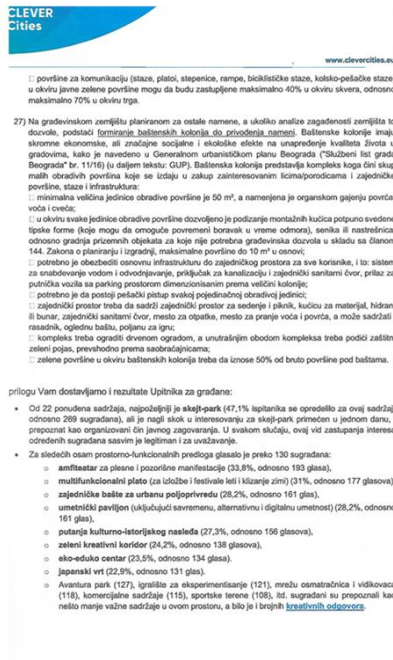 CLEVER
Cities
www.clevercities.eu
□ površine za komunikaciju (staze, platoi, stepenice, rampe, biciklističke staze, kolsko-pešačke staze
u okviru javne zelene površine mogu da budu zastupljene maksimalno 40% u okviru skvera, odnosno
maksimalno 70% u okviru trga.
27) Na građevinskom zemljištu planiranom za ostale namene, a ukoliko analize zagađenosti zemljišta to
dozvole, podstaći formiranje baštenskih kolonija do privođenja nameni. Baštenske kolonije imaju
skromne ekonomske, ali značajne socijalne i ekološke efekte na unapređenje kvaliteta života u
gradovima, kako je navedeno u Generalnom urbanističkom planu Beograda ("Službeni list grada
Beograda" br. 11/16) (u daljem tekstu: GUP). Baštenska kolonija predstavlja kompleks koga čini skup
malih obradivih površina koje se izdaju u zakup zainteresovanim licima/porodicama i zajedničke
površine, staze i infrastruktura:
□ minimalna veličina jedinice obradive površine je 50 m², a namenjena je organskom gajenju povrća
voća i cveća;
□ u okviru svake jedinice obradive površine dozvoljeno je podizanje montažnih kućica potpuno svedene
tipske forme (koje mogu da omoguće povremeni boravak u vreme odmora), senika ili nastrešnica
odnosno gradnja prizemnih objekata za koje nije potrebna građevinska dozvola u skladu sa članom
144. Zakona o planiranju i izgradnji, maksimalne površine do 10 m² u osnovi;
□ potrebno je obezbediti osnovnu infrastrukturu do zajedničkog prostora za sve korisnike, i to: sistem
za snabdevanje vodom i odvodnjavanje, priključak za kanalizaciju i zajednički sanitarni čvor, prilaz za
putnička vozila sa parking prostorom dimenzionisanim prema veličini kolonije;
□ potrebno je da postoji pešački pristup svakoj pojedinačnoj obradivoj jedinici;
□ zajednički prostor treba da sadrži zajednički prostor za sedenje i piknik, kućicu za materijal, hidrant
ili bunar, zajednički sanitarni čvor, mesto za otpatke, mesto za pranje voća i povrća, a može sadržati i
rasadnik, oglednu baštu, poljanu za igru;
□ kompleks treba ograditi drvenom ogradom, a unutrašnjim obodom kompleksa treba podići zaštitni
zeleni pojas, prevshodno prema saobraćajnicama;
□ zelene površine u okviru baštenskih kolonija treba da iznose 50% od bruto površine pod baštama.
prilogu Vam dostavljamo i rezultate Upitnika za građane:
• Od 22 ponuđena sadržaja, najpoželjniji je skejt-park (47,1% ispitanika se opredelilo za ovaj sadržaj
odnosno 269 sugrađana), ali je nagli skok u interesovanju za skejt-park primećen u jednom danu,
prepoznat kao organizovani čin javnog zagovaranja. U svakom slučaju, ovaj vid zastupanja interesa
određenih sugrađana sasvim je legitiman i za uvažavanje.
• Za sledećih osam prostorno-funkcionalnih predloga glasalo je preko 130 sugrađana:
o amfiteatar za plesne i pozorišne manifestacije (33,8%, odnosno 193 glasa),
o multifunkcionalni plato (za izložbe i festivale leti i klizanje zimi) (31%, odnosno 177 glasova)
o zajedničke bašte za urbanu poljoprivredu (28,2%, odnosno 161 glas),
o umetnički paviljon (uključujući savremenu, alternativnu i digitalnu umetnost) (28,2%, odnosno
161 glas),
o putanja kulturno-istorijskog nasleđa (27,3%, odnosno 156 glasova),
o zeleni kreativni koridor (24,2%, odnosno 138 glasova),
o eko-eduko centar (23,5%, odnosno 134 glasa).
o japanski vrt (22,9%, odnosno 131 glas).
o Avantura park (127), igralište za eksperimentisanje (121), mrežu osmatračnica i vidikovaca
(118), komercijalne sadržaje (115), sportske terene (108), itd. sugrađani su prepoznali kao
nešto manje važne sadržaje u ovom prostoru, a bilo je i brojnih kreativnih odgovora.